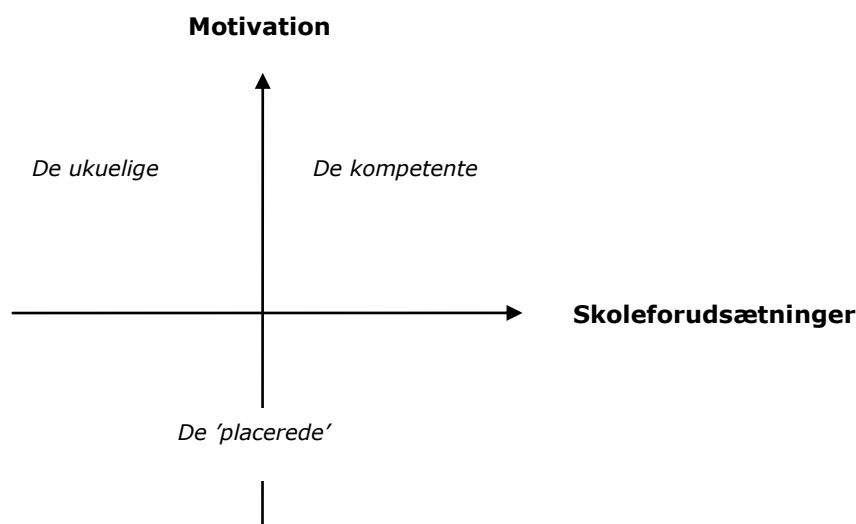 Motivation
De ukuelige
De kompetente
Skoleforudsætninger
De ’placerede’